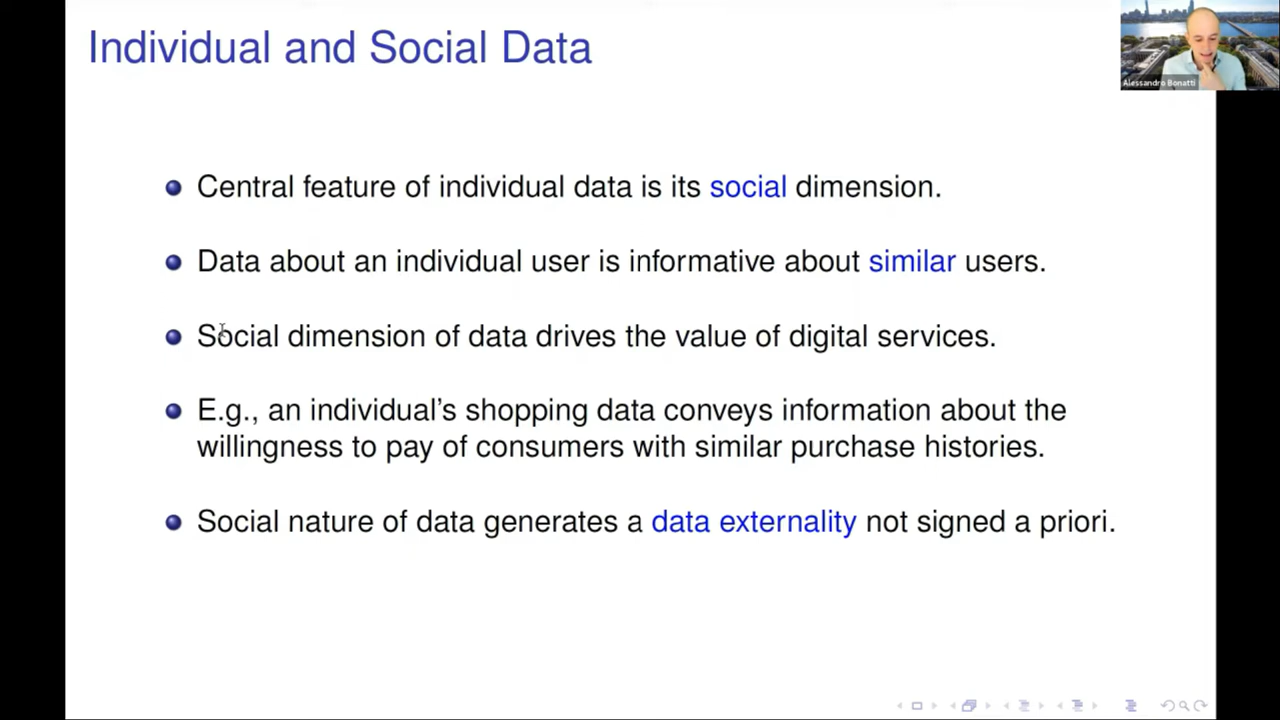 Individual and Social Data
Alessandro Bonatti
Central feature of individual data is its social dimension.
Data about an individual user is informative about similar users.
Social dimension of data drives the value of digital services.
E.g., an individual's shopping data conveys information about the
willingness to pay of consumers with similar purchase histories.
Social nature of data generates a data externality not signed a priori.